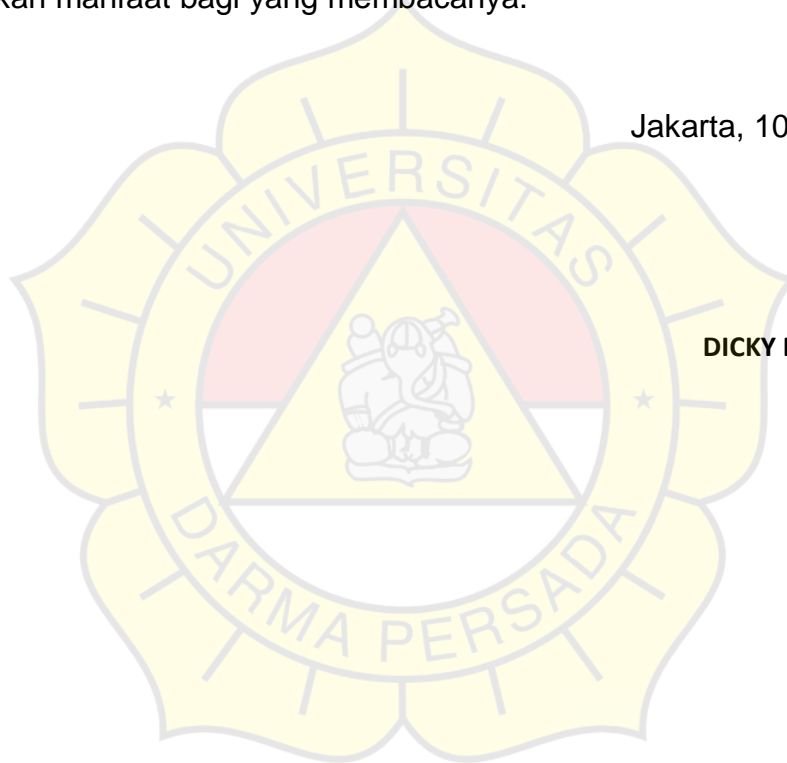 kan manfaat bagi yang membacanya.
Jakarta, 10
UNIVERSITAS
DICKY
DARMA PERSADA